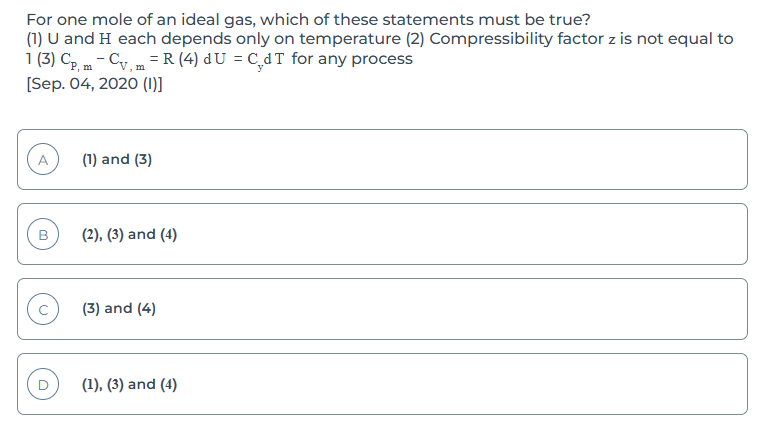 For one mole of an ideal gas, which of these statements must be true?
(1) U and H each depends only on temperature (2) Compressibility factor z is not equal to
1 (3) C_{P, m} − C_{V, m} = R (4) dU = C_{y}dT for any process
[Sep. 04, 2020 (I)]
A (1) and (3)
B (2), (3) and (4)
C (3) and (4)
D (1), (3) and (4)